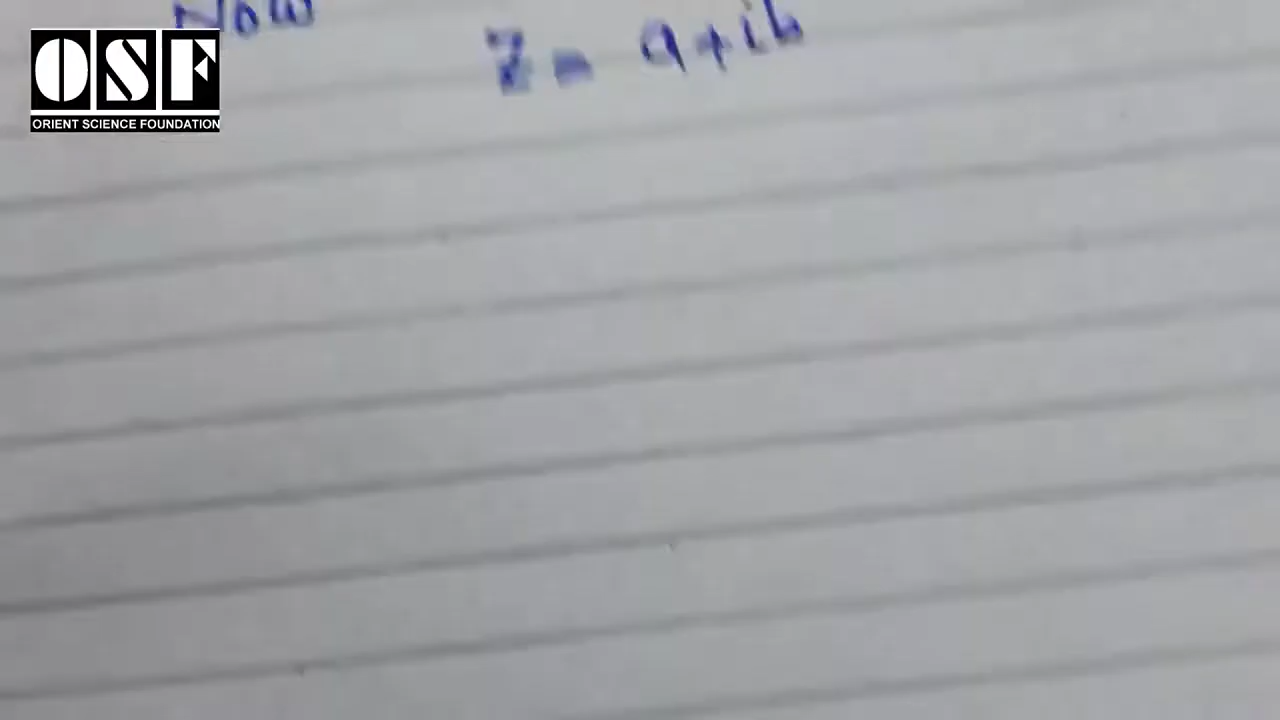 Now
Z = a+ib
OSF
ORIENT SCIENCE FOUNDATION